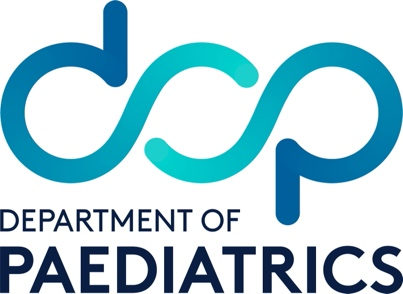 dcp
DEPARTMENT OF
PAEDIATRICS